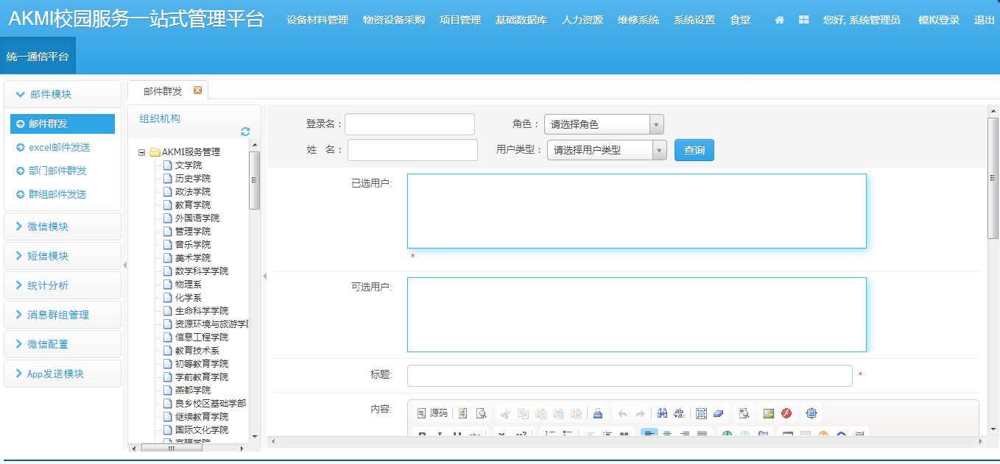 AKMI校园服务一站式管理平台
设备材料管理 物资设备采购 项目管理 基础数据库 人力资源 维修系统 系统设置 食堂 您好, 系统管理员 模拟登录 退出
统一通信平台
邮件模块
邮件群发
excel邮件发送
部门邮件群发
群组邮件发送
微信模块
短信模块
统计分析
消息群组管理
微信配置
App发送模块
邮件群发
组织机构
AKMI服务管理
文学院
历史学院
政法学院
教育学院
外国语学院
管理学院
音乐学院
美术学院
数学科学学院
物理系
化学系
生命科学学院
资源环境与旅游学
信息工程学院
教育技术系
初等教育学院
学前教育学院
燕都学院
良乡校区基础学部
继续教育学院
国际文化学院
登录名： 角色： 请选择角色
姓 名： 用户类型： 请选择用户类型 查询
已选用户:
*
可选用户:
标题: *
内容: 源码